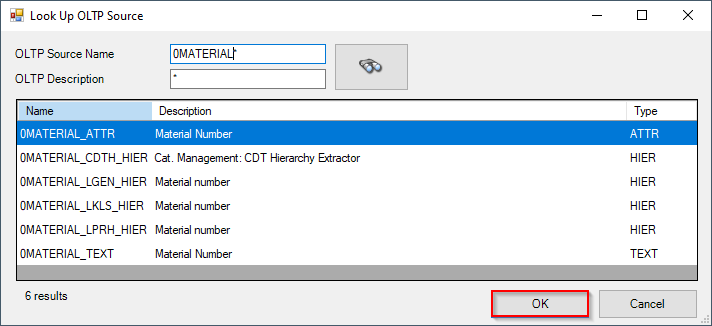 Look Up OLTP Source
OLTP Source Name 0MATERIAL*
OLTP Description *
Name Description Type
0MATERIAL_ATTR Material Number ATTR
0MATERIAL_CDTH_HIER Cat. Management: CDT Hierarchy Extractor HIER
0MATERIAL_LGEN_HIER Material number HIER
0MATERIAL_LKLS_HIER Material number HIER
0MATERIAL_LPRH_HIER Material number HIER
0MATERIAL_TEXT Material Number TEXT
6 results
OK Cancel